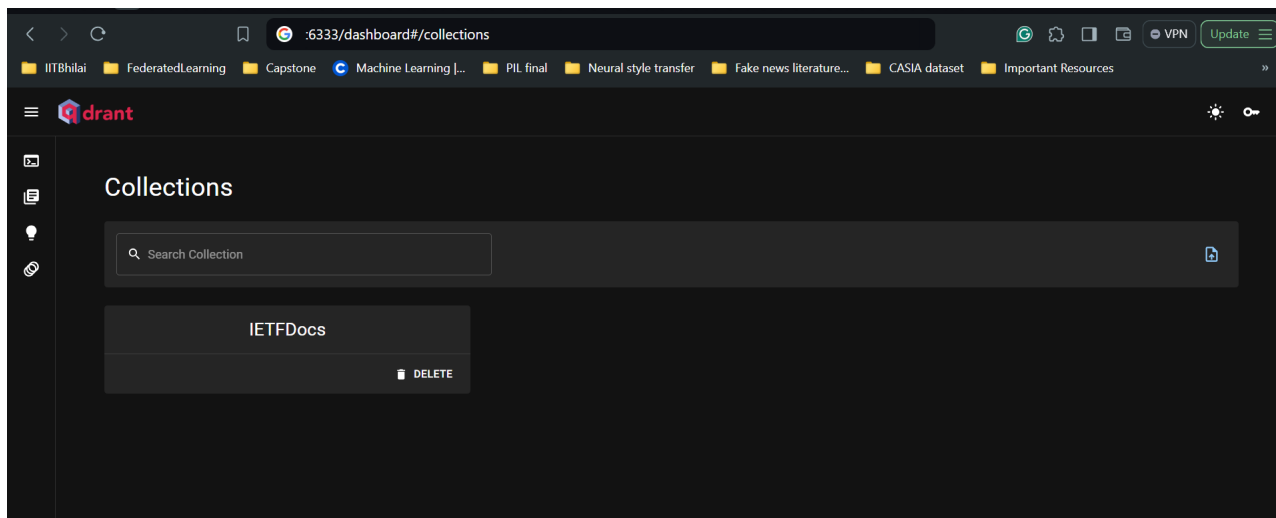 :6333/dashboard#/collections
VPN
Update
IITBhilai FederatedLearning Capstone Machine Learning |... PIL final Neural style transfer Fake news literature... CASIA dataset Important Resources »
qdrant
Collections
Search Collection
IETFDocs
DELETE